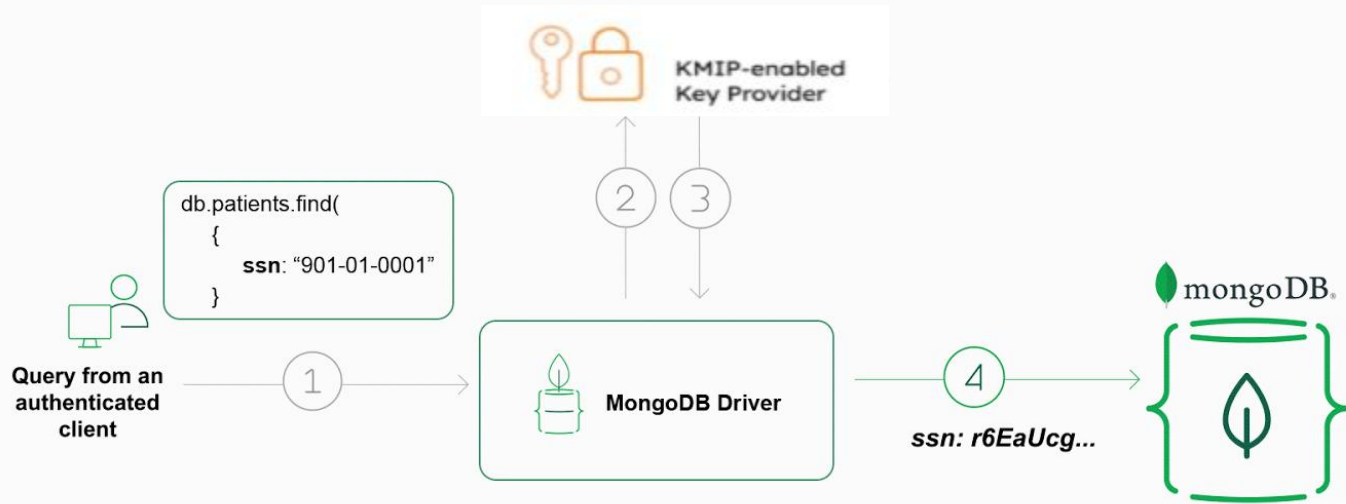 KMIP-enabled
Key Provider
db.patients.find(
{
ssn: “901-01-0001”
}
2
3
mongoDB®
Query from an
authenticated
client
1
MongoDB Driver
4
ssn: r6EaUcg...